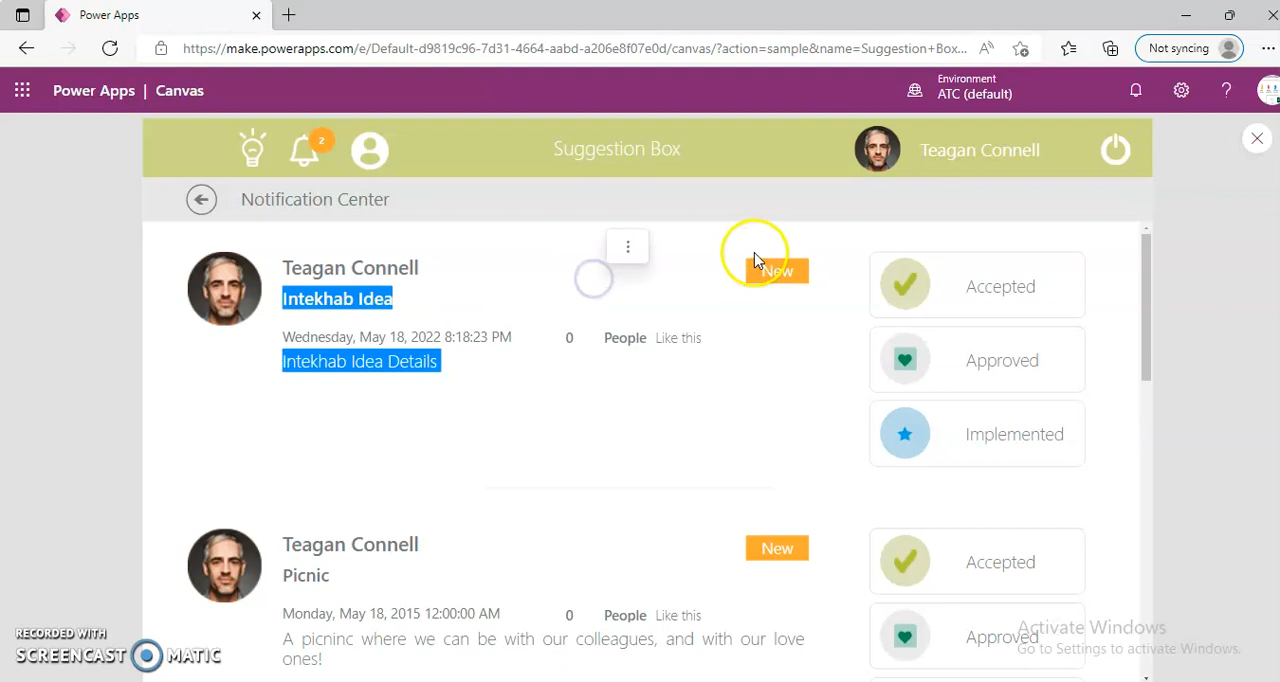 Power Apps
https://make.powerapps.com/e/Default-d9819c96-7d31-4664-aabd-a206e8f07e0d/canvas/?action=sample&name=Suggestion+Box...
Not syncing
Power Apps | Canvas
Environment
ATC (default)
2
Suggestion Box
Teagan Connell
Notification Center
Teagan Connell
New
Intekhab Idea
Wednesday, May 18, 2022 8:18:23 PM
0 People Like this
Intekhab Idea Details
Accepted
Approved
Implemented
Teagan Connell
New
Picnic
Monday, May 18, 2015 12:00:00 AM
0 People Like this
A picninc where we can be with our colleagues, and with our love
ones!
Accepted
Approved
Activate Windows
Go to Settings to activate Windows.
RECORDED WITH
SCREENCAST MATIC